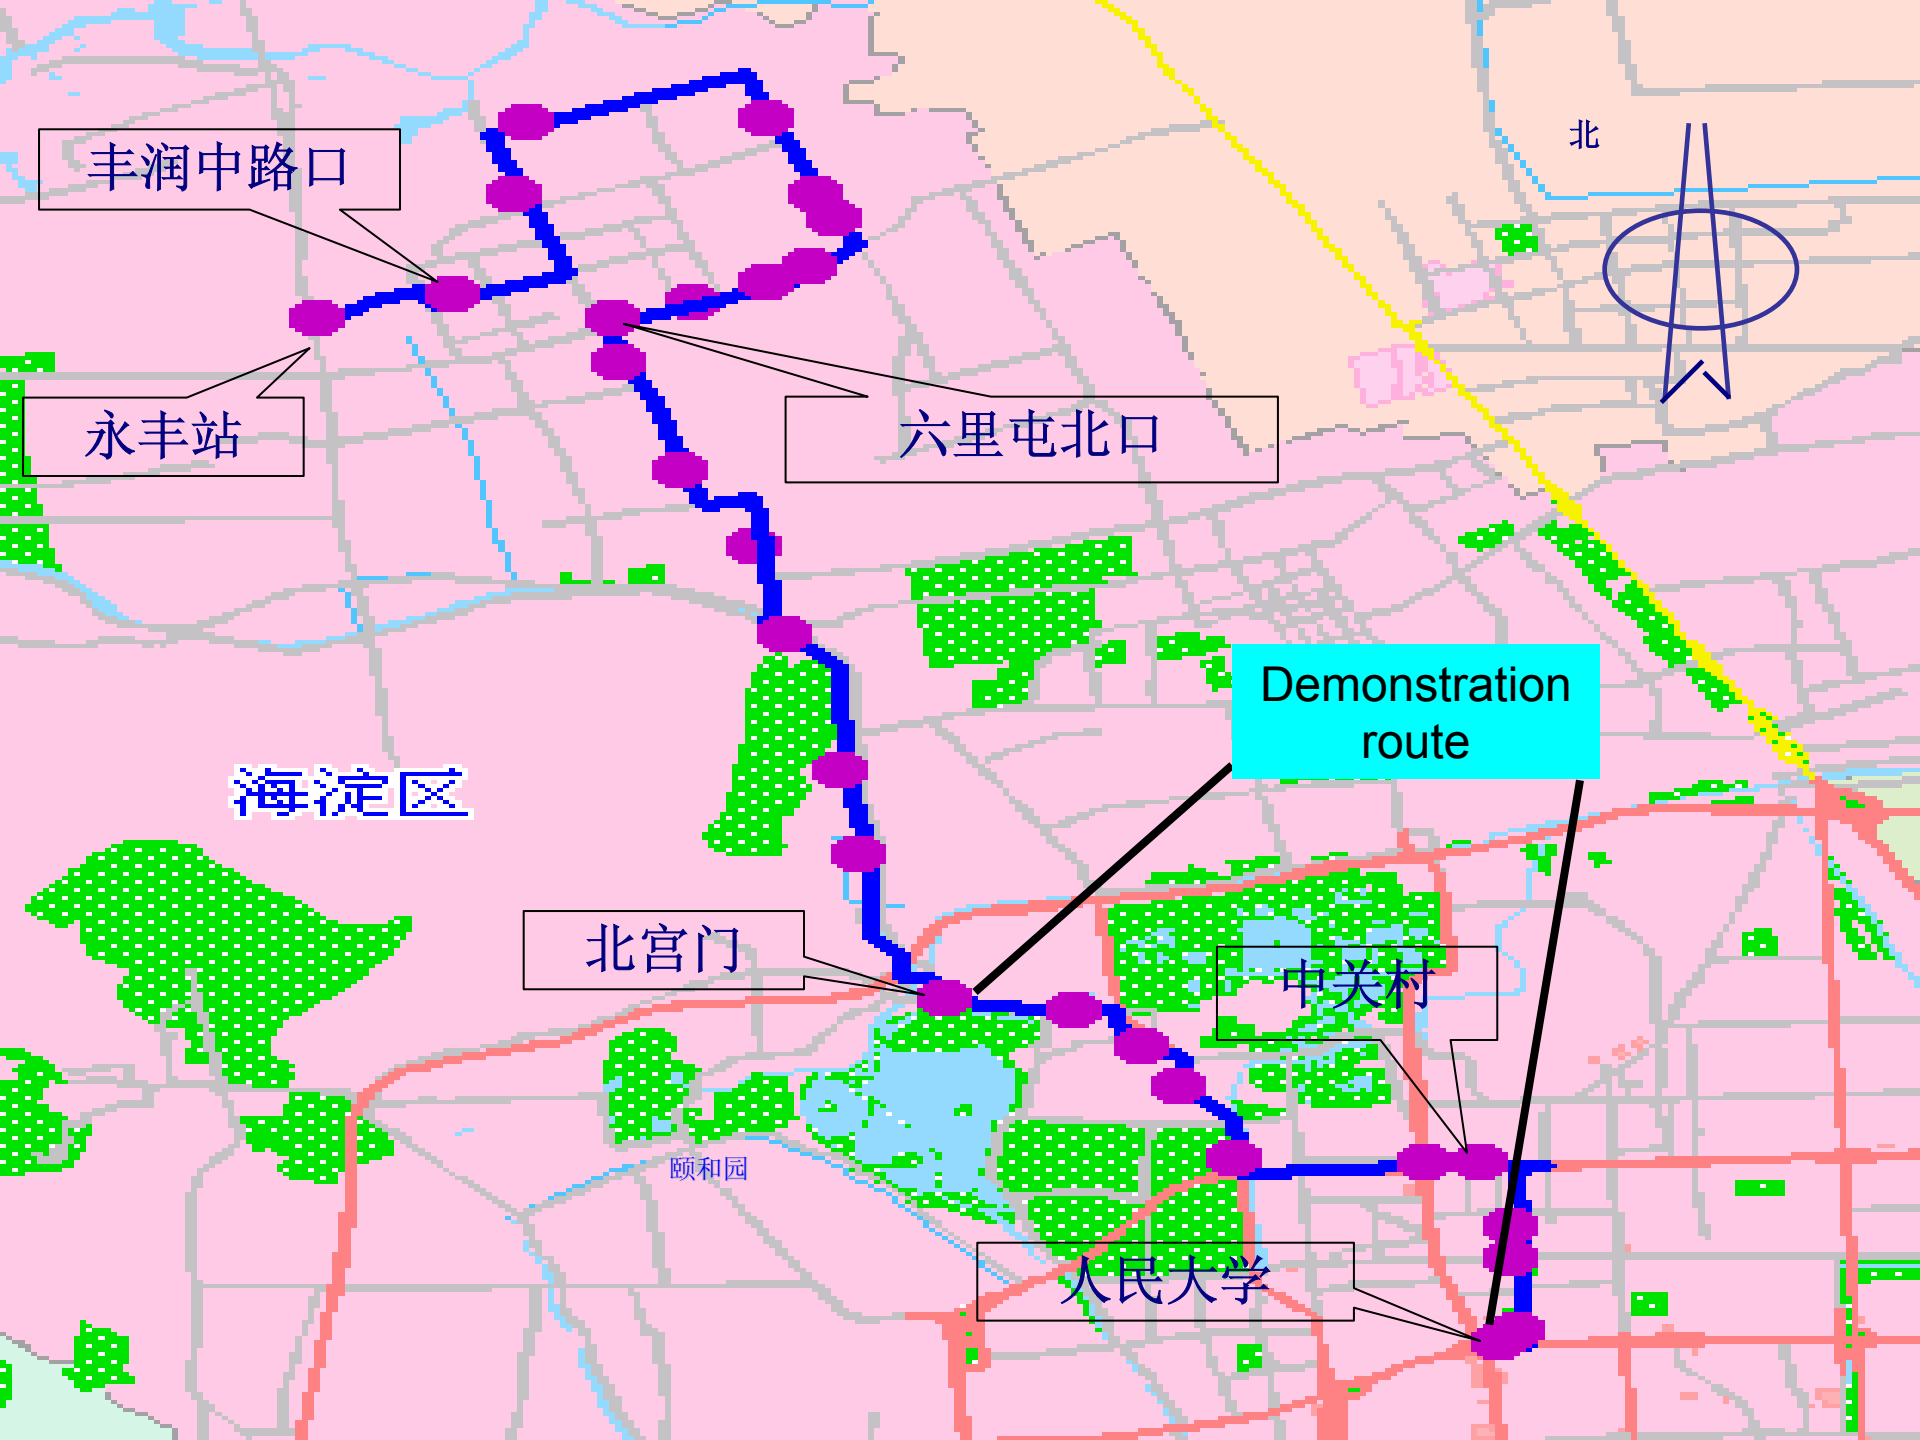 北
丰润中路口
永丰站
六里屯北口
Demonstration
route
海淀区
北宫门
中关村
颐和园
人民大学